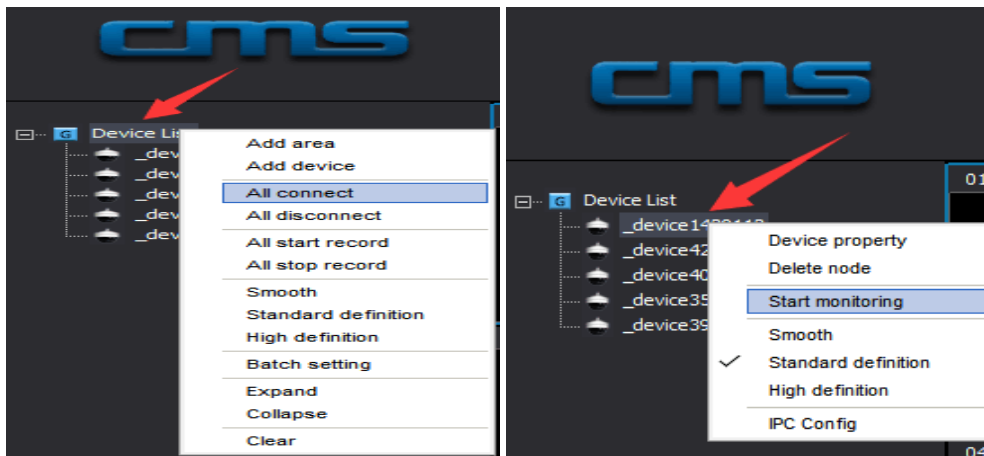 cms
Device Li
_dev
_dev
_dev
_dev
_dev
Add area
Add device
All connect
All disconnect
All start record
All stop record
Smooth
Standard definition
High definition
Batch setting
Expand
Collapse
Clear
cms
01
Device List
_device42
_device40
_device35
_device39
Device property
Delete node
Start monitoring
Smooth
Standard definition
High definition
IPC Config
04